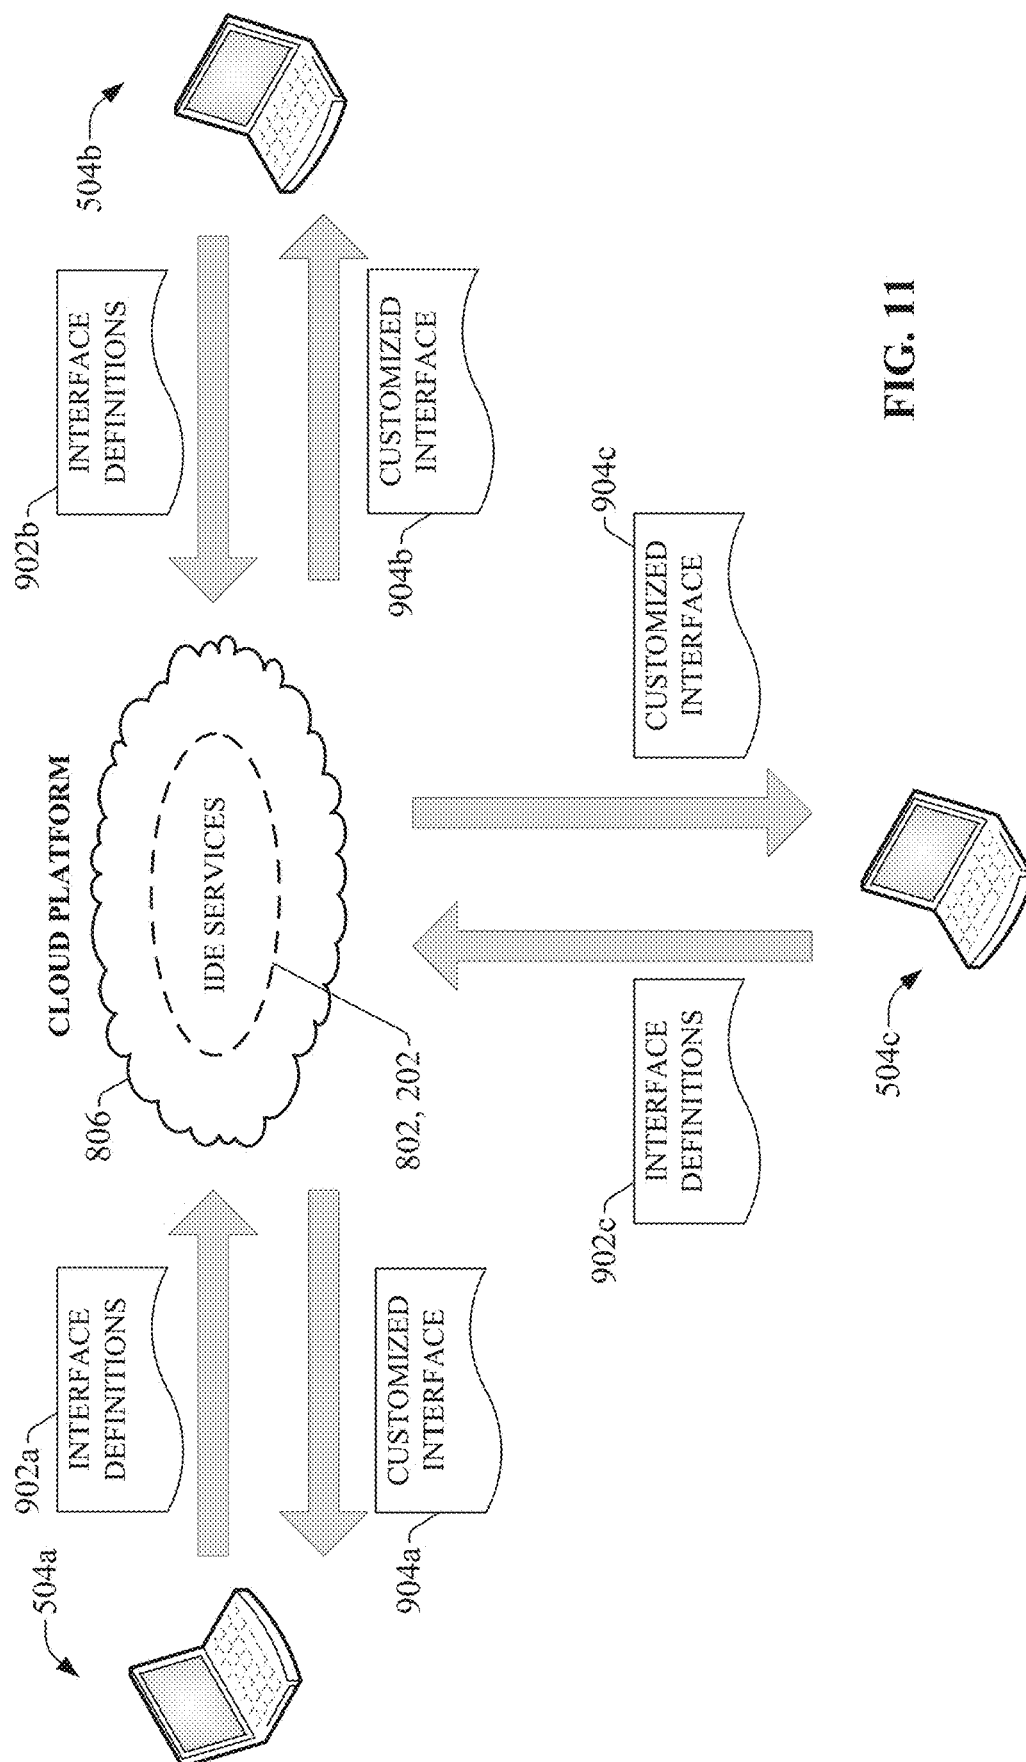 CLOUD PLATFORM
806
IDE SERVICES
802, 202
504a
902a
INTERFACE
DEFINITIONS
904a
CUSTOMIZED
INTERFACE
902b
INTERFACE
DEFINITIONS
504b
904b
CUSTOMIZED
INTERFACE
902c
INTERFACE
DEFINITIONS
904c
CUSTOMIZED
INTERFACE
504c
FIG. 11